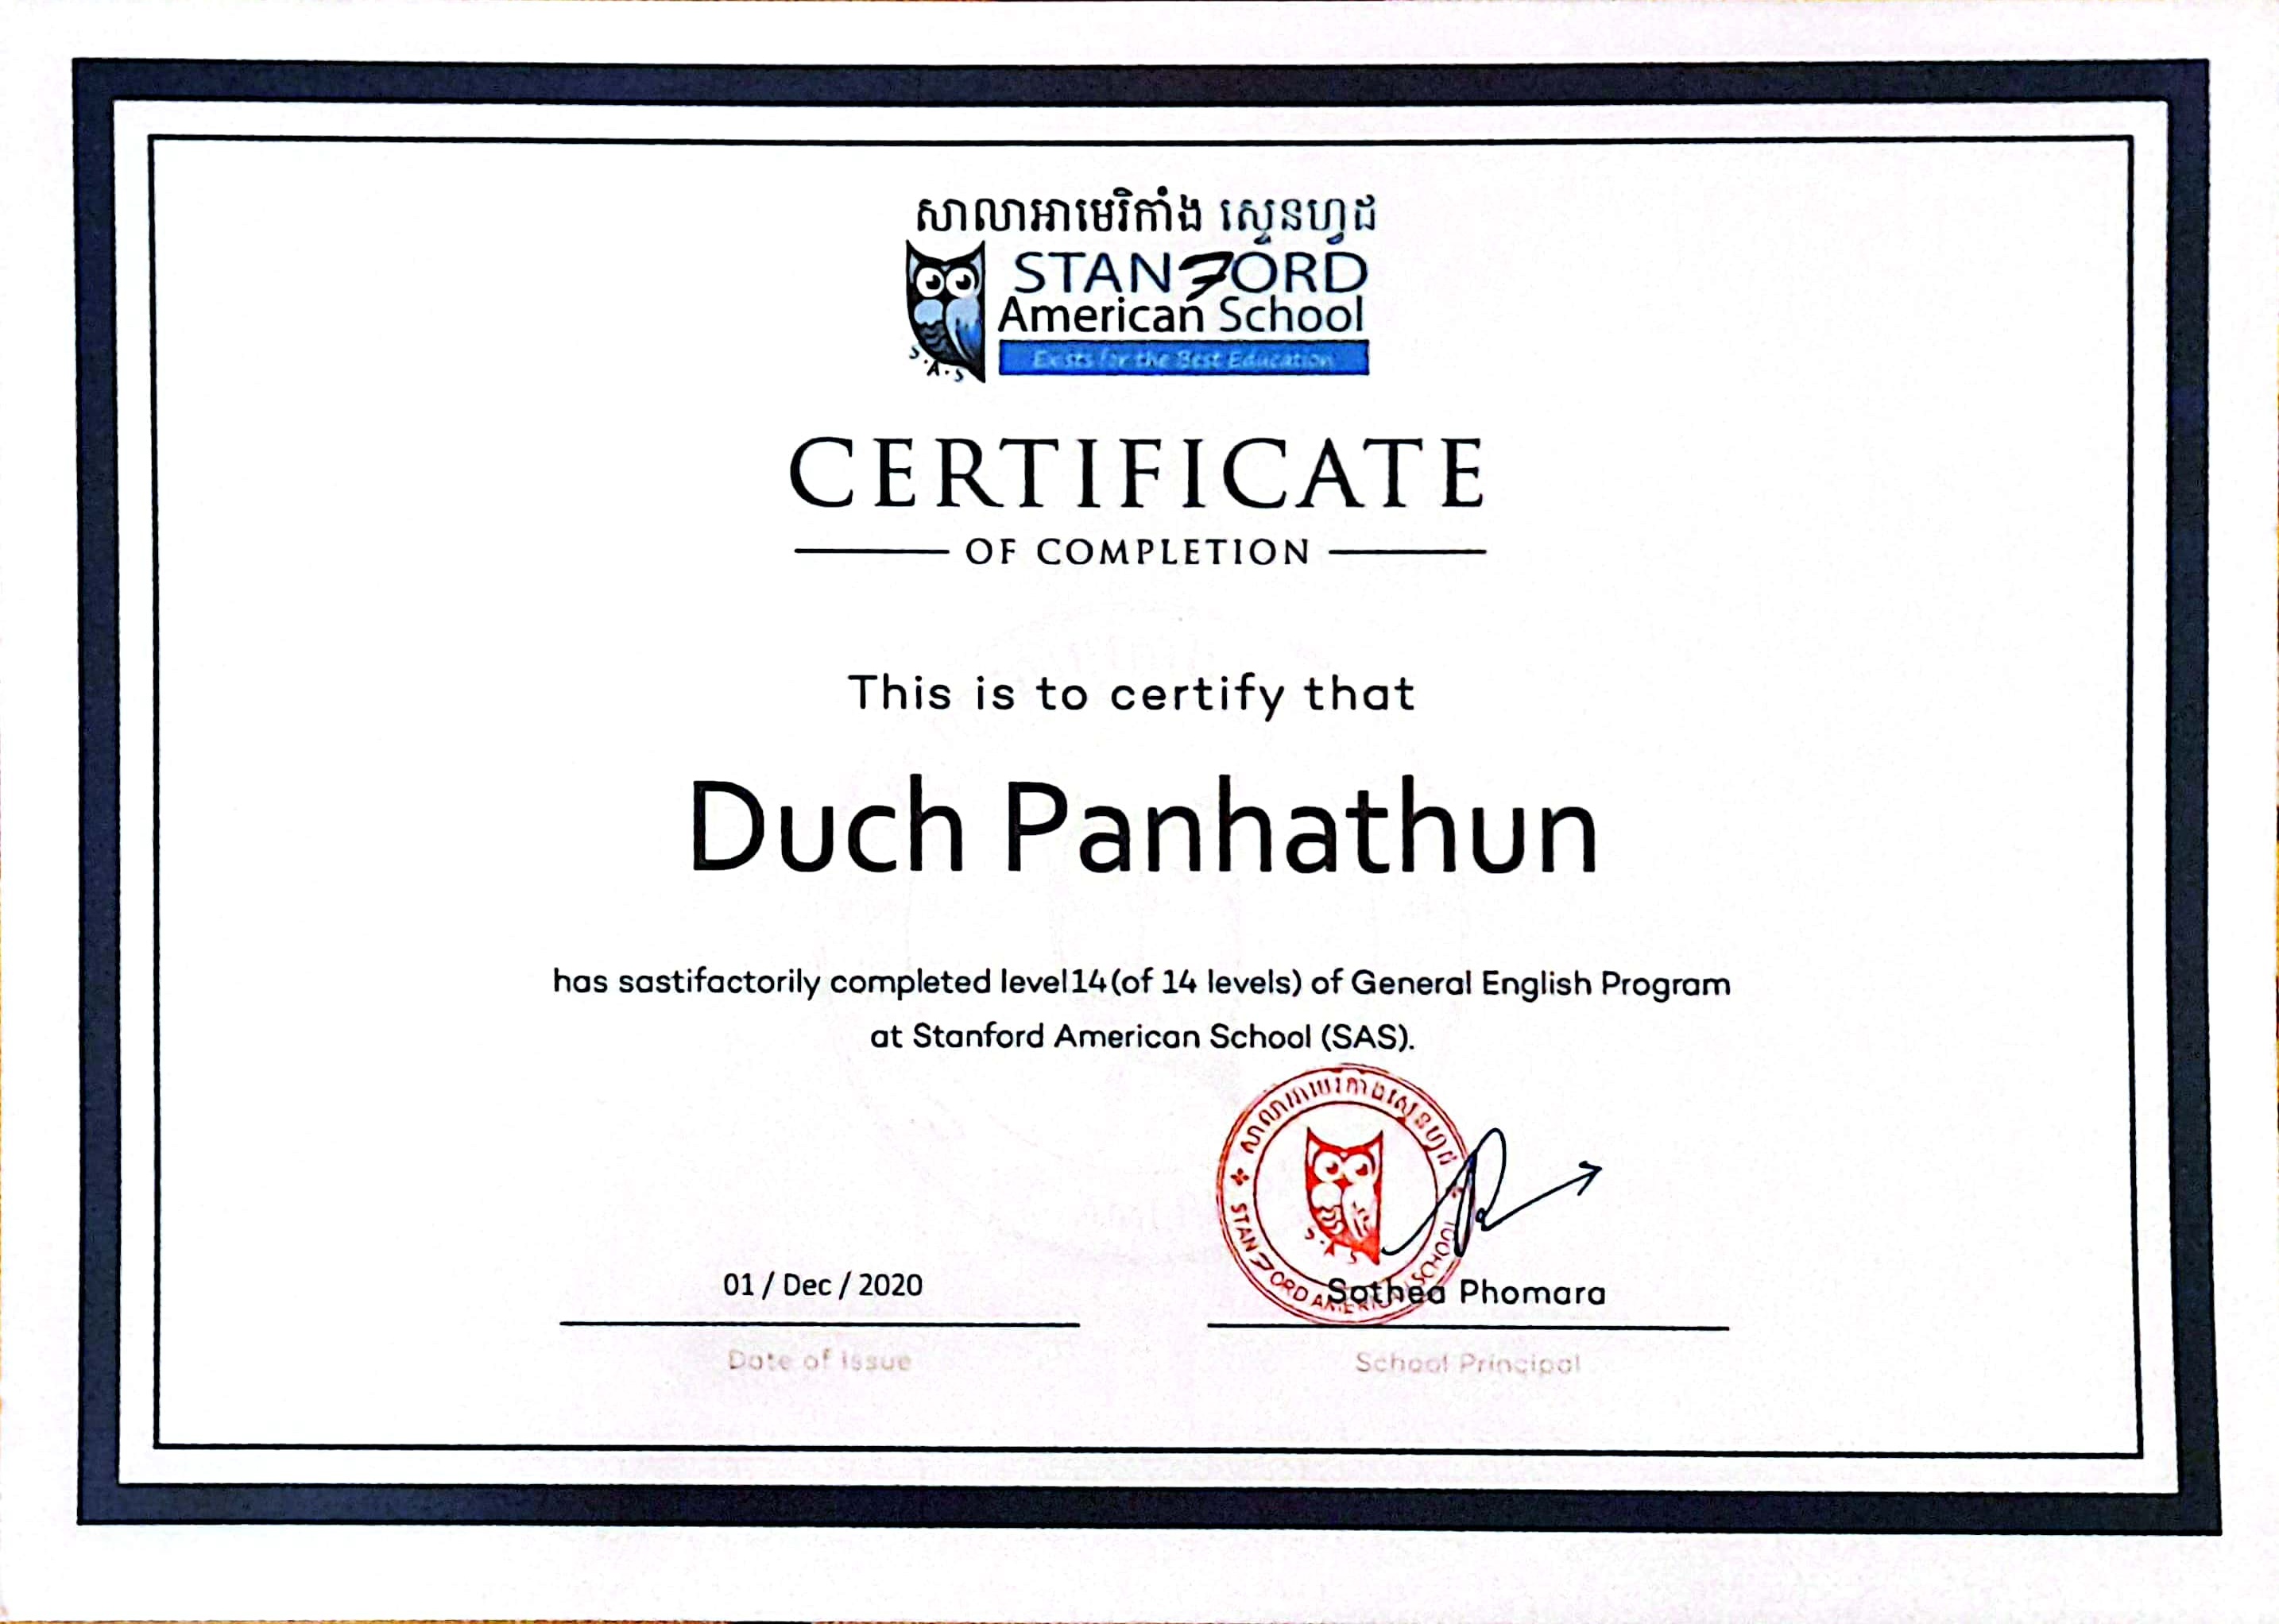 សាលាអាមេរិកាំង ស្ទេនហ្វដ
STANFORD
American School
Exists for the Best Education
S.A.S
CERTIFICATE
OF COMPLETION
This is to certify that
Duch Panhathun
has sastifactorily completed level14(of 14 levels) of General English Program
at Stanford American School (SAS).
សាលាអាមេរិកាំងស្ទេនហ្វដ
S.A.S
STANFORD AMERICAN SCHOOL
01 / Dec / 2020
Sothea Phomara
Date of Issue
School Principal